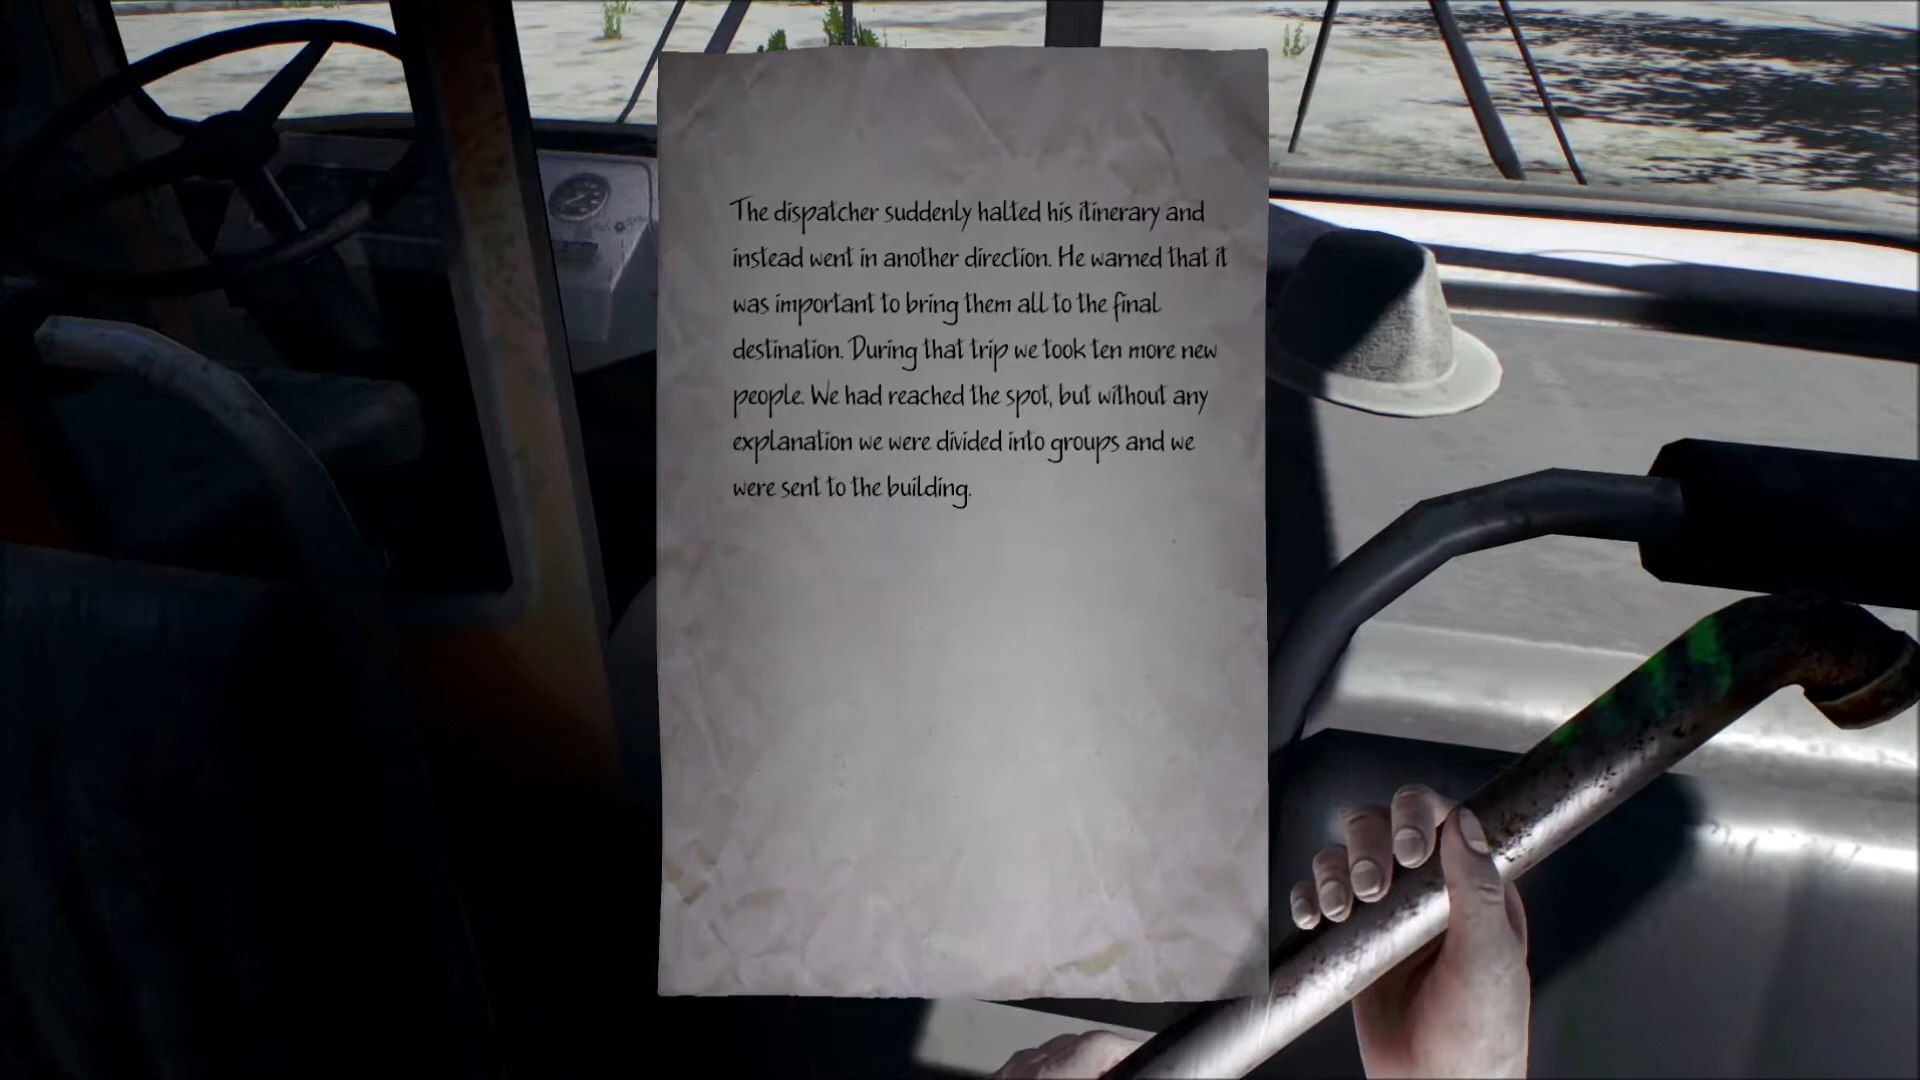 The dispatcher suddenly halted his itinerary and
instead went in another direction. He warned that it
was important to bring them all to the final
destination. During that trip we took ten more new
people. We had reached the spot, but without any
explanation we were divided into groups and we
were sent to the building.